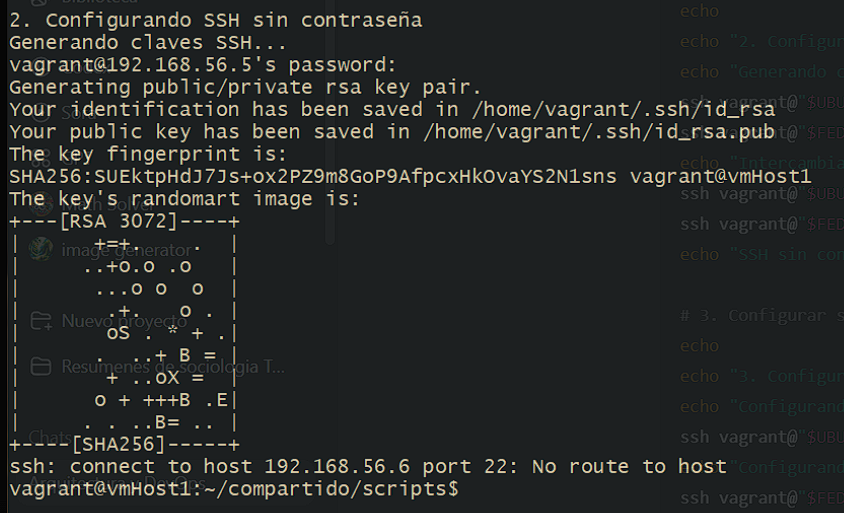 2. Configurando SSH sin contraseña
Generando claves SSH...
vagrant@192.168.56.5's password:
Generating public/private rsa key pair.
Your identification has been saved in /home/vagrant/.ssh/id_rsa
Your public key has been saved in /home/vagrant/.ssh/id_rsa.pub
The key fingerprint is:
SHA256:SUEktpHdJ7Js+ox2PZ9m8GoP9AfpcxHkOvaYS2N1sns vagrant@vmHost1
The key's randomart image is:
+---[RSA 3072]----+
|      +=+.     .  |
|     ..+o.o .o   |
|      ...o o  o  |
|       .+.   o . |
|       oS . * + .|
|      .  ..+ B = |
|       + ..oX =  |
|      o + +++B .E|
|     . . ..B= .. |
+----[SHA256]-----+
ssh: connect to host 192.168.56.6 port 22: No route to host
vagrant@vmHost1:~/compartido/scripts$
image generator
Nuevo proyecto
Resumenes de sociologia T...
Chats
echo
echo "2. Configur
echo "Generando c
ssh vagrant@"$UBU
ssh vagrant@"$FED
echo "Intercambia
ssh vagrant@"$UBU
ssh vagrant@"$FED
echo "SSH sin con
# 3. Configurar s
echo
echo "3. Configur
echo "Configurand
ssh vagrant@"$UBU
echo "Configurand
ssh vagrant@"$FED